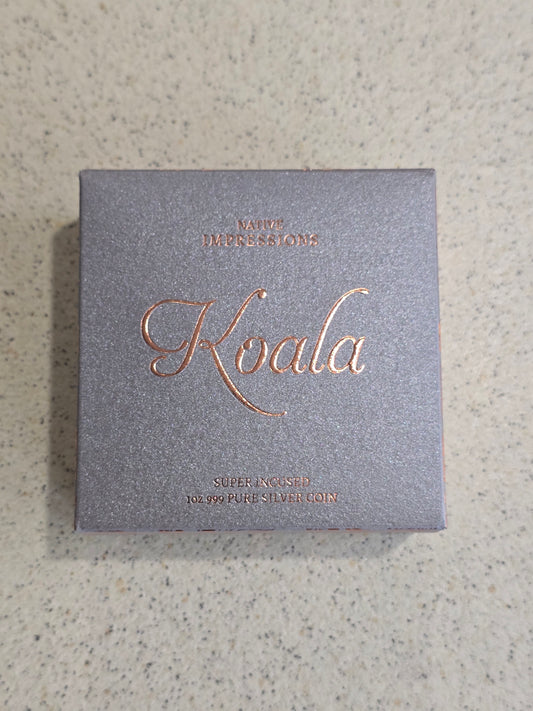 NATIVE
IMPRESSIONS
Koala
SUPER INCUSED
1OZ 999 PURE SILVER COIN